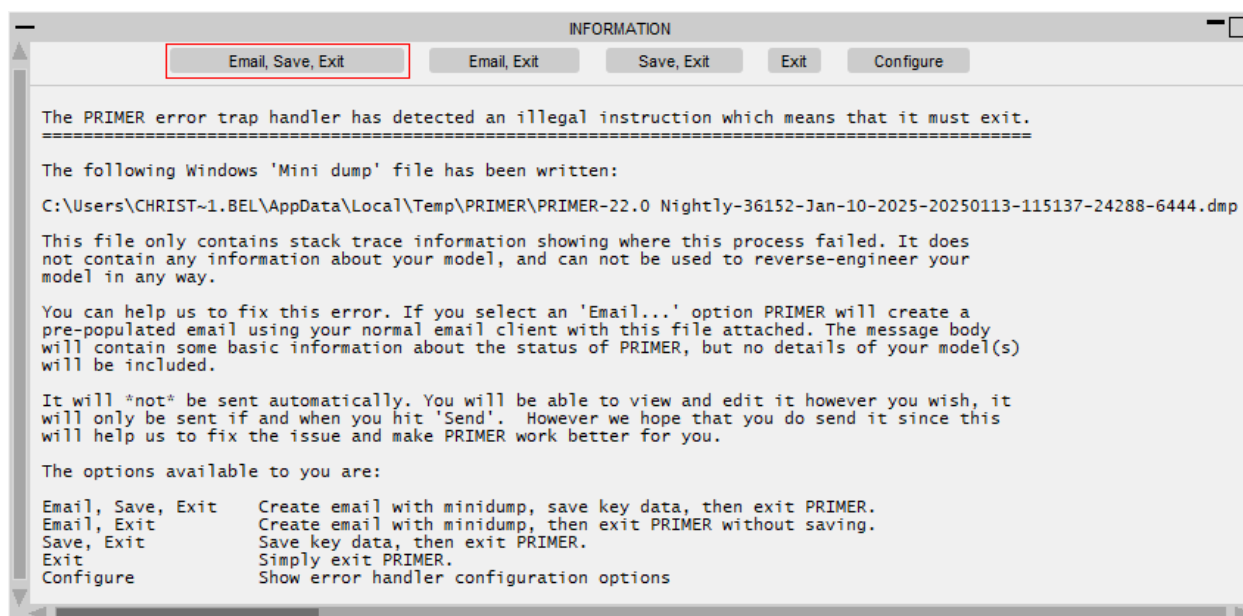 INFORMATION
Email, Save, Exit Email, Exit Save, Exit Exit Configure
The PRIMER error trap handler has detected an illegal instruction which means that it must exit.
================================================================================================
The following Windows 'Mini dump' file has been written:
C:\Users\CHRIST~1.BEL\AppData\Local\Temp\PRIMER\PRIMER-22.0 Nightly-36152-Jan-10-2025-20250113-115137-24288-6444.dmp
This file only contains stack trace information showing where this process failed. It does
not contain any information about your model, and can not be used to reverse-engineer your
model in any way.
You can help us to fix this error. If you select an 'Email...' option PRIMER will create a
pre-populated email using your normal email client with this file attached. The message body
will contain some basic information about the status of PRIMER, but no details of your model(s)
will be included.
It will *not* be sent automatically. You will be able to view and edit it however you wish, it
will only be sent if and when you hit 'Send'.  However we hope that you do send it since this
will help us to fix the issue and make PRIMER work better for you.
The options available to you are:
Email, Save, Exit    Create email with minidump, save key data, then exit PRIMER.
Email, Exit          Create email with minidump, then exit PRIMER without saving.
Save, Exit           Save key data, then exit PRIMER.
Exit                 Simply exit PRIMER.
Configure            Show error handler configuration options